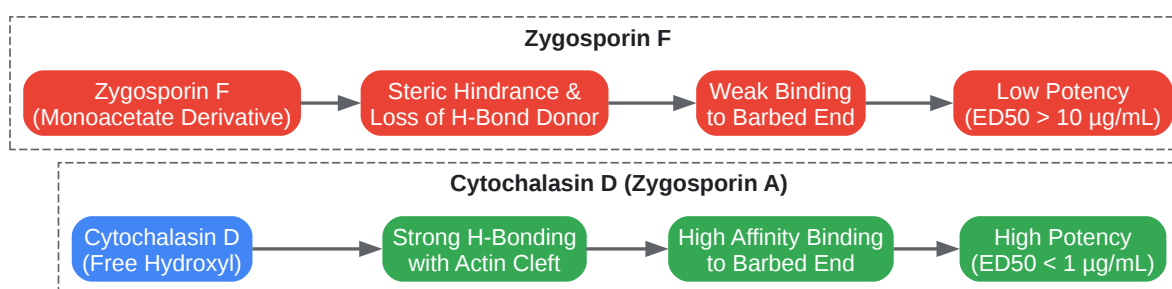 Zygosporin F
Zygosporin F
(Monoacetate Derivative)
Steric Hindrance &
Loss of H-Bond Donor
Weak Binding
to Barbed End
Low Potency
(ED50 > 10 µg/mL)
Cytochalasin D (Zygosporin A)
Cytochalasin D
(Free Hydroxyl)
Strong H-Bonding
with Actin Cleft
High Affinity Binding
to Barbed End
High Potency
(ED50 < 1 µg/mL)